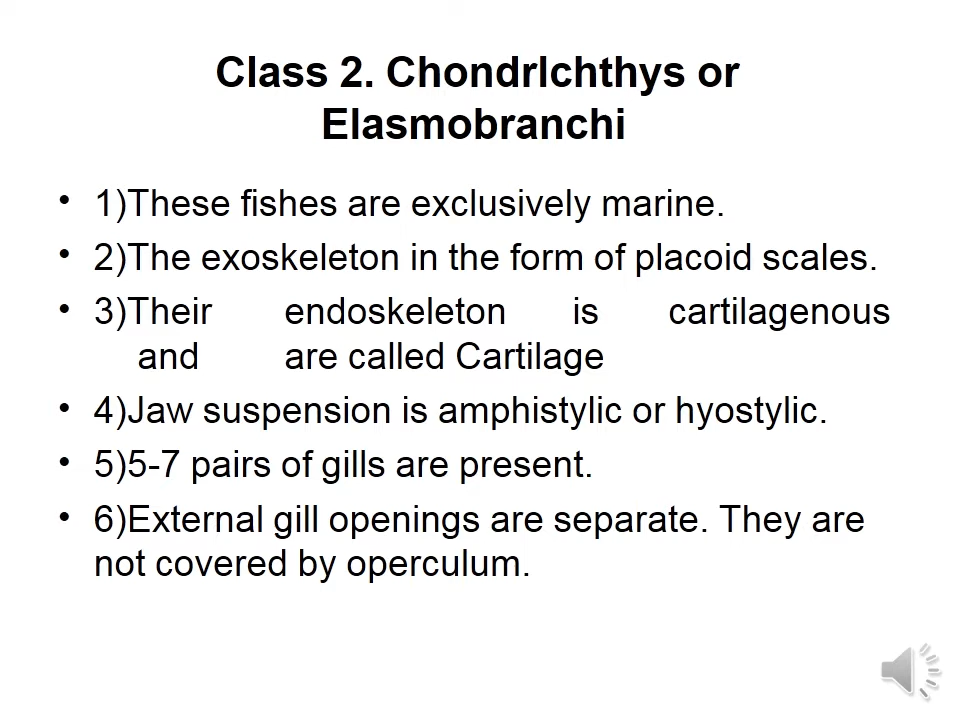 Class 2. ChondrIchthys or
Elasmobranchi
• 1)These fishes are exclusively marine.
• 2)The exoskeleton in the form of placoid scales.
• 3)Their endoskeleton is cartilagenous
and are called Cartilage
• 4)Jaw suspension is amphistylic or hyostylic.
• 5)5-7 pairs of gills are present.
• 6)External gill openings are separate. They are
not covered by operculum.